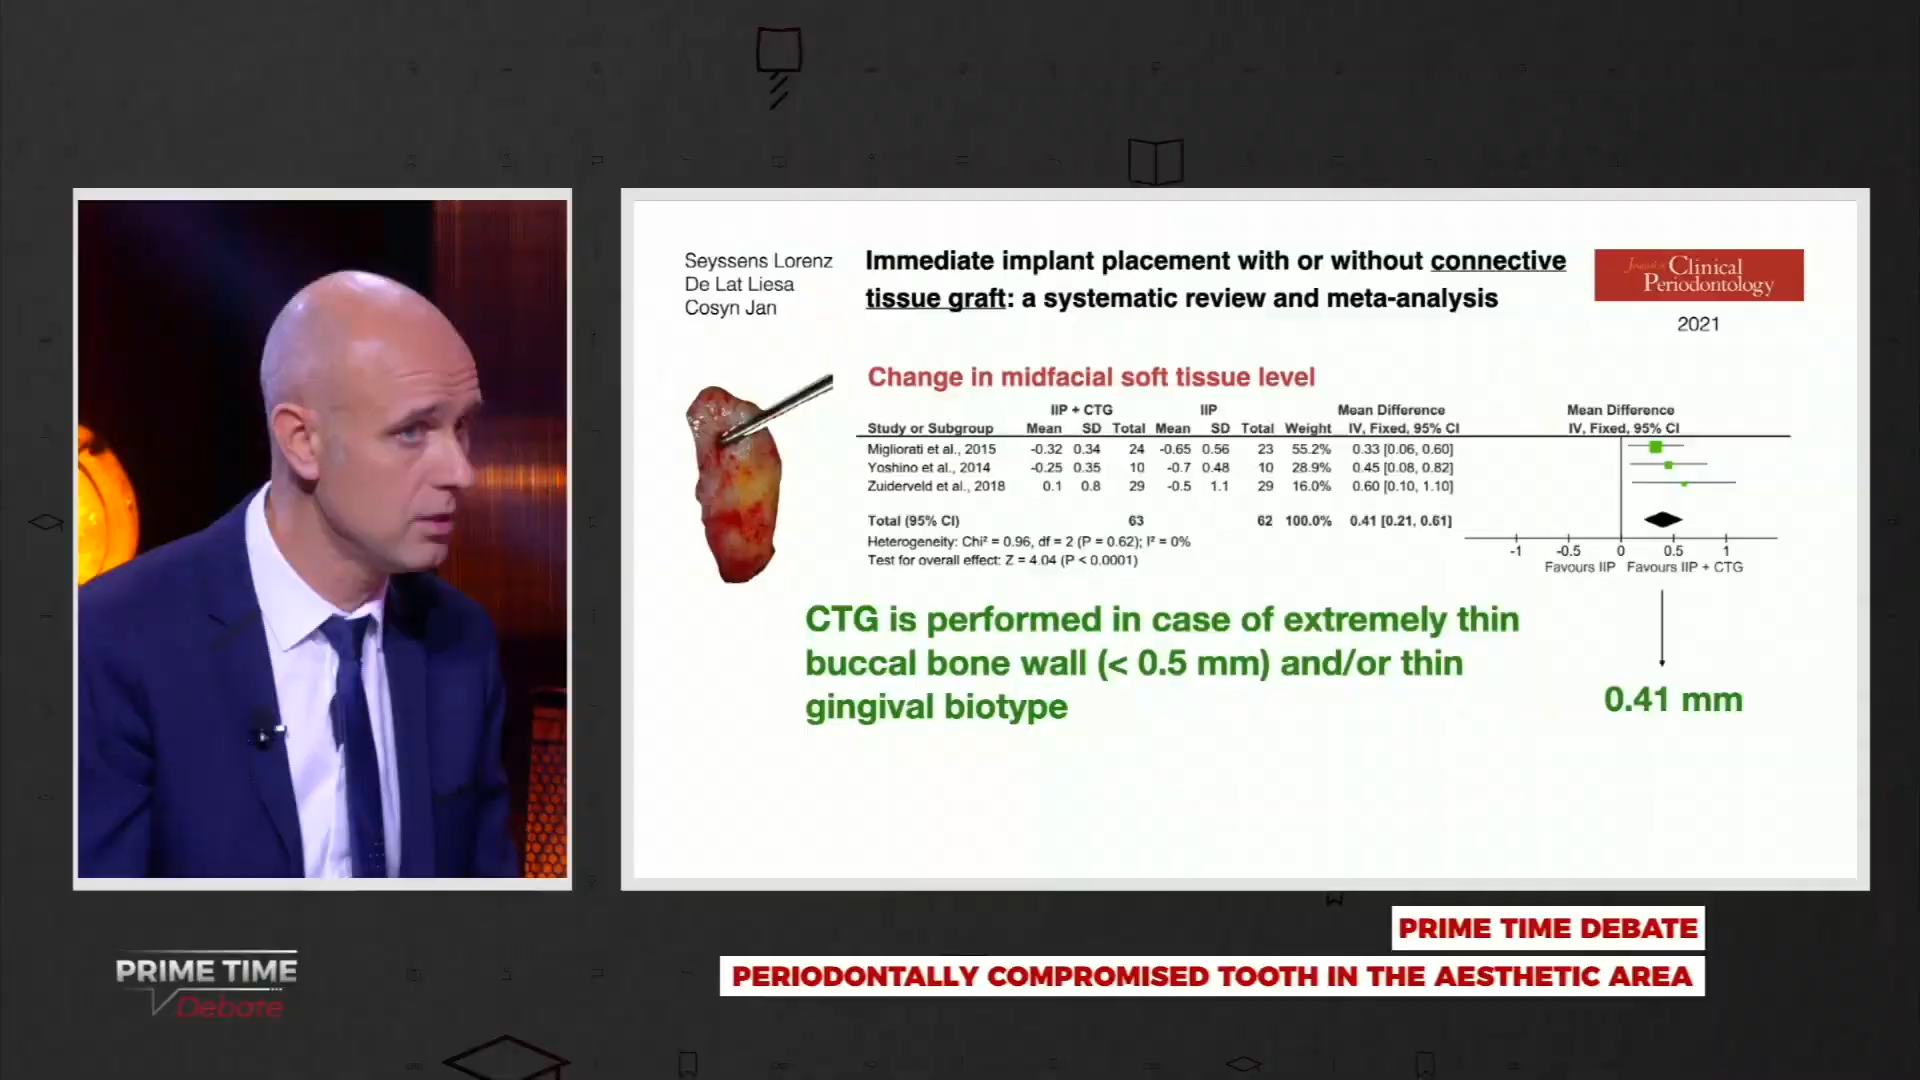 Seyssens Lorenz
De Lat Liesa
Cosyn Jan
Immediate implant placement with or without connective
tissue graft: a systematic review and meta-analysis
Journal of Clinical
Periodontology
2021
Change in midfacial soft tissue level
IIP + CTG IIP Mean Difference Mean Difference
Study or Subgroup Mean SD Total Mean SD Total Weight IV, Fixed, 95% CI IV, Fixed, 95% CI
Migliorati et al., 2015 -0.32 0.34 24 -0.65 0.56 23 55.2% 0.33 [0.06, 0.60]
Yoshino et al., 2014 -0.25 0.35 10 -0.7 0.48 10 28.9% 0.45 [0.08, 0.82]
Zuiderveld et al., 2018 0.1 0.8 29 -0.5 1.1 29 16.0% 0.60 [0.10, 1.10]
Total (95% CI) 63 62 100.0% 0.41 [0.21, 0.61]
Heterogeneity: Chi² = 0.96, df = 2 (P = 0.62); I² = 0%
Test for overall effect: Z = 4.04 (P < 0.0001)
-1 -0.5 0 0.5 1
Favours IIP Favours IIP + CTG
CTG is performed in case of extremely thin
buccal bone wall (< 0.5 mm) and/or thin
gingival biotype
0.41 mm
PRIME TIME DEBATE
PERIODONTALLY COMPROMISED TOOTH IN THE AESTHETIC AREA
PRIME TIME
Debate